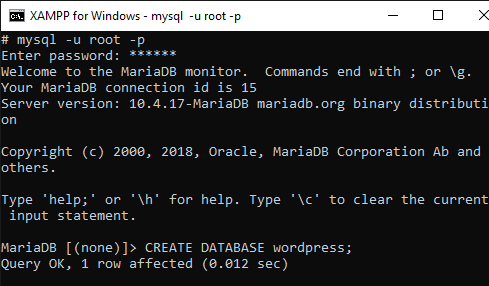 XAMPP for Windows - mysql -u root -p
# mysql -u root -p
Enter password: ******
Welcome to the MariaDB monitor.  Commands end with ; or \g.
Your MariaDB connection id is 15
Server version: 10.4.17-MariaDB mariadb.org binary distributi
on
Copyright (c) 2000, 2018, Oracle, MariaDB Corporation Ab and
others.
Type 'help;' or '\h' for help. Type '\c' to clear the current
 input statement.
MariaDB [(none)]> CREATE DATABASE wordpress;
Query OK, 1 row affected (0.012 sec)